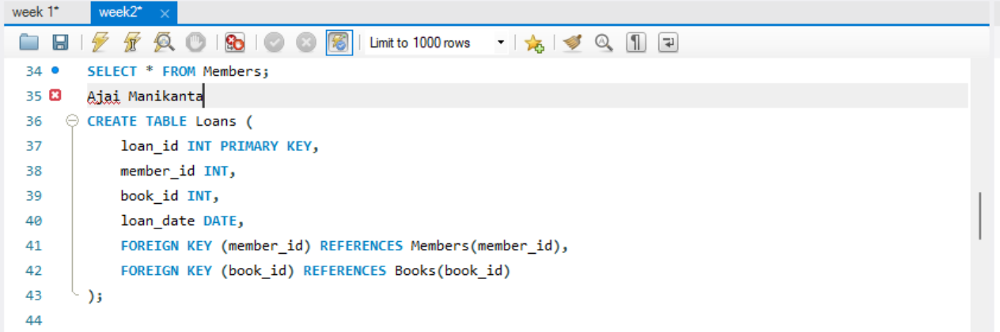 week 1*
week2*
Limit to 1000 rows
34 SELECT * FROM Members;
35 Ajai Manikanta
36 CREATE TABLE Loans (
37 loan_id INT PRIMARY KEY,
38 member_id INT,
39 book_id INT,
40 loan_date DATE,
41 FOREIGN KEY (member_id) REFERENCES Members(member_id),
42 FOREIGN KEY (book_id) REFERENCES Books(book_id)
43 );
44